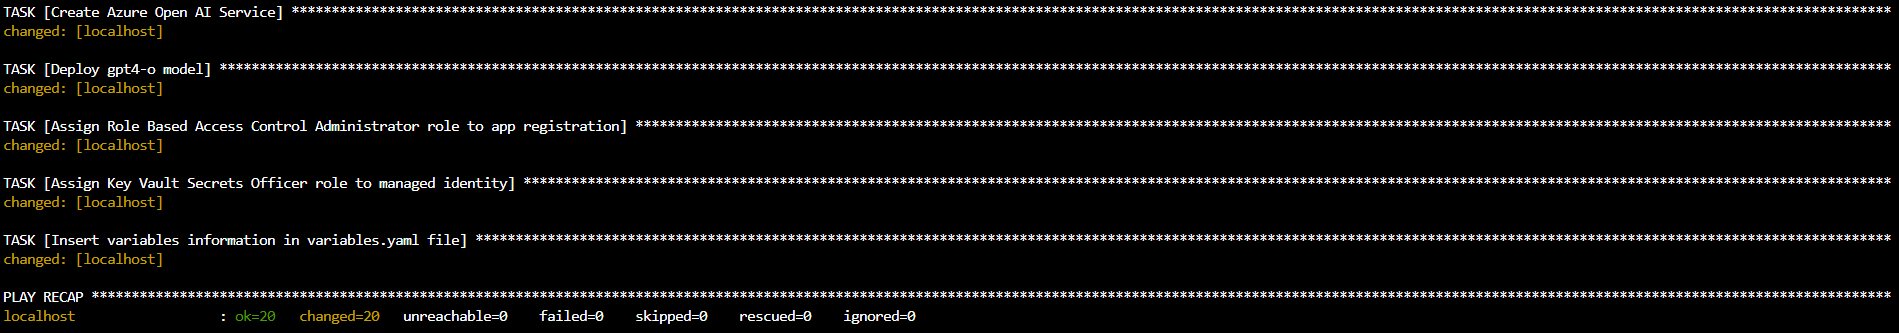 TASK [Create Azure Open AI Service] ********************************************************************************************************************************************************************************************************
changed: [localhost]
TASK [Deploy gpt4-o model] *****************************************************************************************************************************************************************************************************************
changed: [localhost]
TASK [Assign Role Based Access Control Administrator role to app registration] *************************************************************************************************************************************************************
changed: [localhost]
TASK [Assign Key Vault Secrets Officer role to managed identity] ***************************************************************************************************************************************************************************
changed: [localhost]
TASK [Insert variables information in variables.yaml file] *********************************************************************************************************************************************************************************
changed: [localhost]
PLAY RECAP *********************************************************************************************************************************************************************************************************************************
localhost                  : ok=20   changed=20   unreachable=0    failed=0    skipped=0    rescued=0    ignored=0